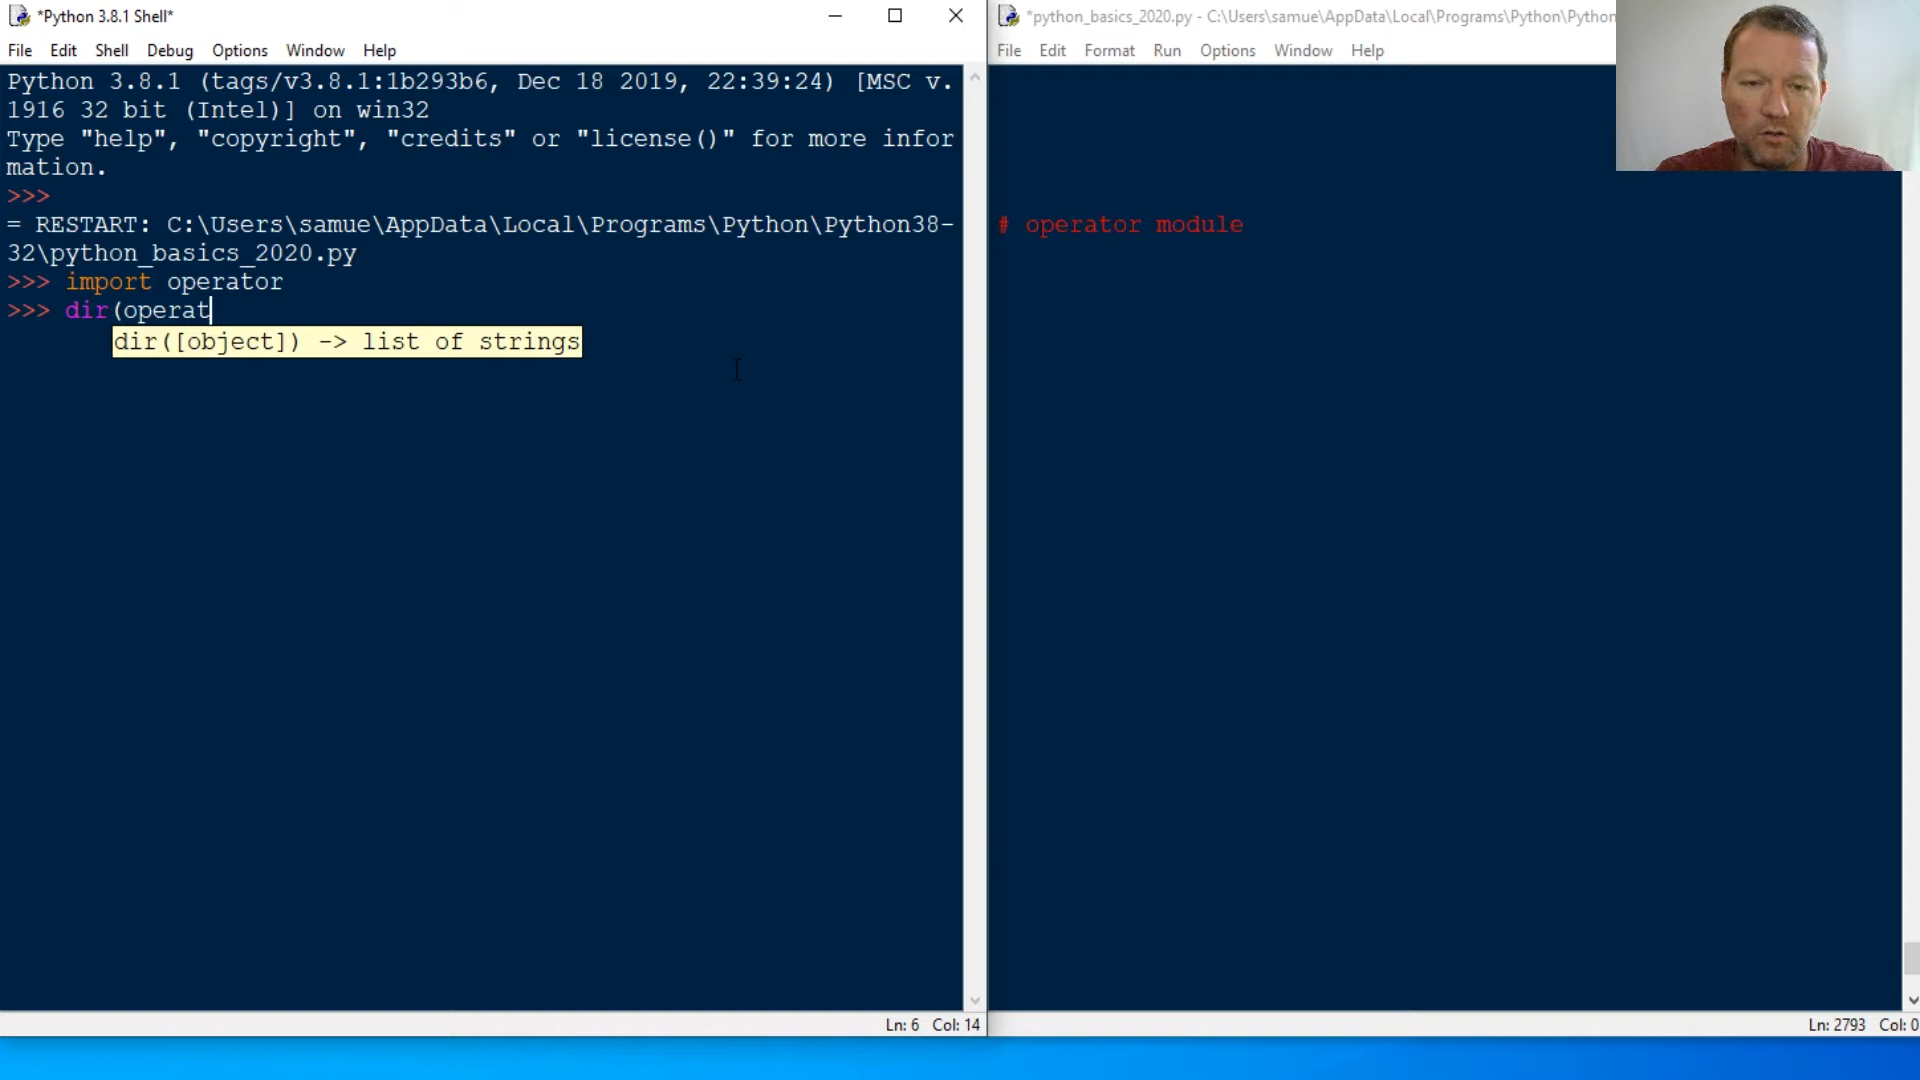 *Python 3.8.1 Shell*
File Edit Shell Debug Options Window Help
Python 3.8.1 (tags/v3.8.1:1b293b6, Dec 18 2019, 22:39:24) [MSC v.
1916 32 bit (Intel)] on win32
Type "help", "copyright", "credits" or "license()" for more infor
mation.
>>>
= RESTART: C:\Users\samue\AppData\Local\Programs\Python\Python38-
32\python_basics_2020.py
>>> import operator
>>> dir(operat
dir([object]) -> list of strings
Ln: 6 Col: 14
*python_basics_2020.py - C:\Users\samue\AppData\Local\Programs\Python\Python
File Edit Format Run Options Window Help
# operator module
Ln: 2793 Col: 0